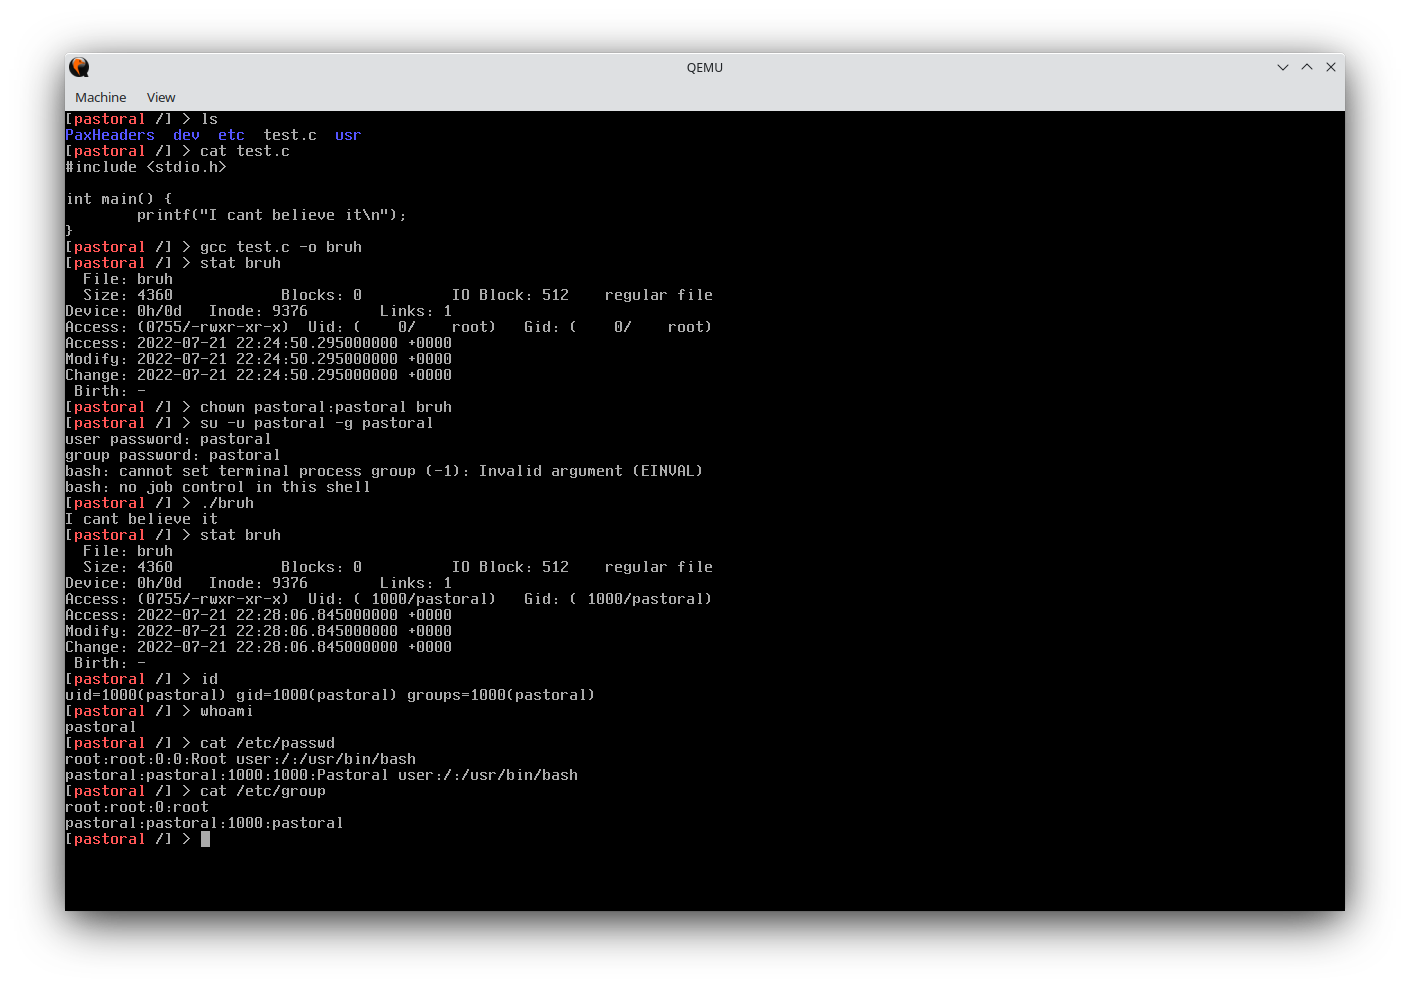 QEMU
Machine View
[pastoral /] > ls
PaxHeaders  dev  etc  test.c  usr
[pastoral /] > cat test.c
#include <stdio.h>
int main() {
        printf("I cant believe it\n");
}
[pastoral /] > gcc test.c -o bruh
[pastoral /] > stat bruh
  File: bruh
  Size: 4360            Blocks: 0          IO Block: 512    regular file
Device: 0h/0d   Inode: 9376        Links: 1
Access: (0755/-rwxr-xr-x)  Uid: (    0/    root)   Gid: (    0/    root)
Access: 2022-07-21 22:24:50.295000000 +0000
Modify: 2022-07-21 22:24:50.295000000 +0000
Change: 2022-07-21 22:24:50.295000000 +0000
 Birth: -
[pastoral /] > chown pastoral:pastoral bruh
[pastoral /] > su -u pastoral -g pastoral
user password: pastoral
group password: pastoral
bash: cannot set terminal process group (-1): Invalid argument (EINVAL)
bash: no job control in this shell
[pastoral /] > ./bruh
I cant believe it
[pastoral /] > stat bruh
  File: bruh
  Size: 4360            Blocks: 0          IO Block: 512    regular file
Device: 0h/0d   Inode: 9376        Links: 1
Access: (0755/-rwxr-xr-x)  Uid: ( 1000/pastoral)   Gid: ( 1000/pastoral)
Access: 2022-07-21 22:28:06.845000000 +0000
Modify: 2022-07-21 22:28:06.845000000 +0000
Change: 2022-07-21 22:28:06.845000000 +0000
 Birth: -
[pastoral /] > id
uid=1000(pastoral) gid=1000(pastoral) groups=1000(pastoral)
[pastoral /] > whoami
pastoral
[pastoral /] > cat /etc/passwd
root:root:0:0:Root user:/:/usr/bin/bash
pastoral:pastoral:1000:1000:Pastoral user:/:/usr/bin/bash
[pastoral /] > cat /etc/group
root:root:0:root
pastoral:pastoral:1000:pastoral
[pastoral /] >